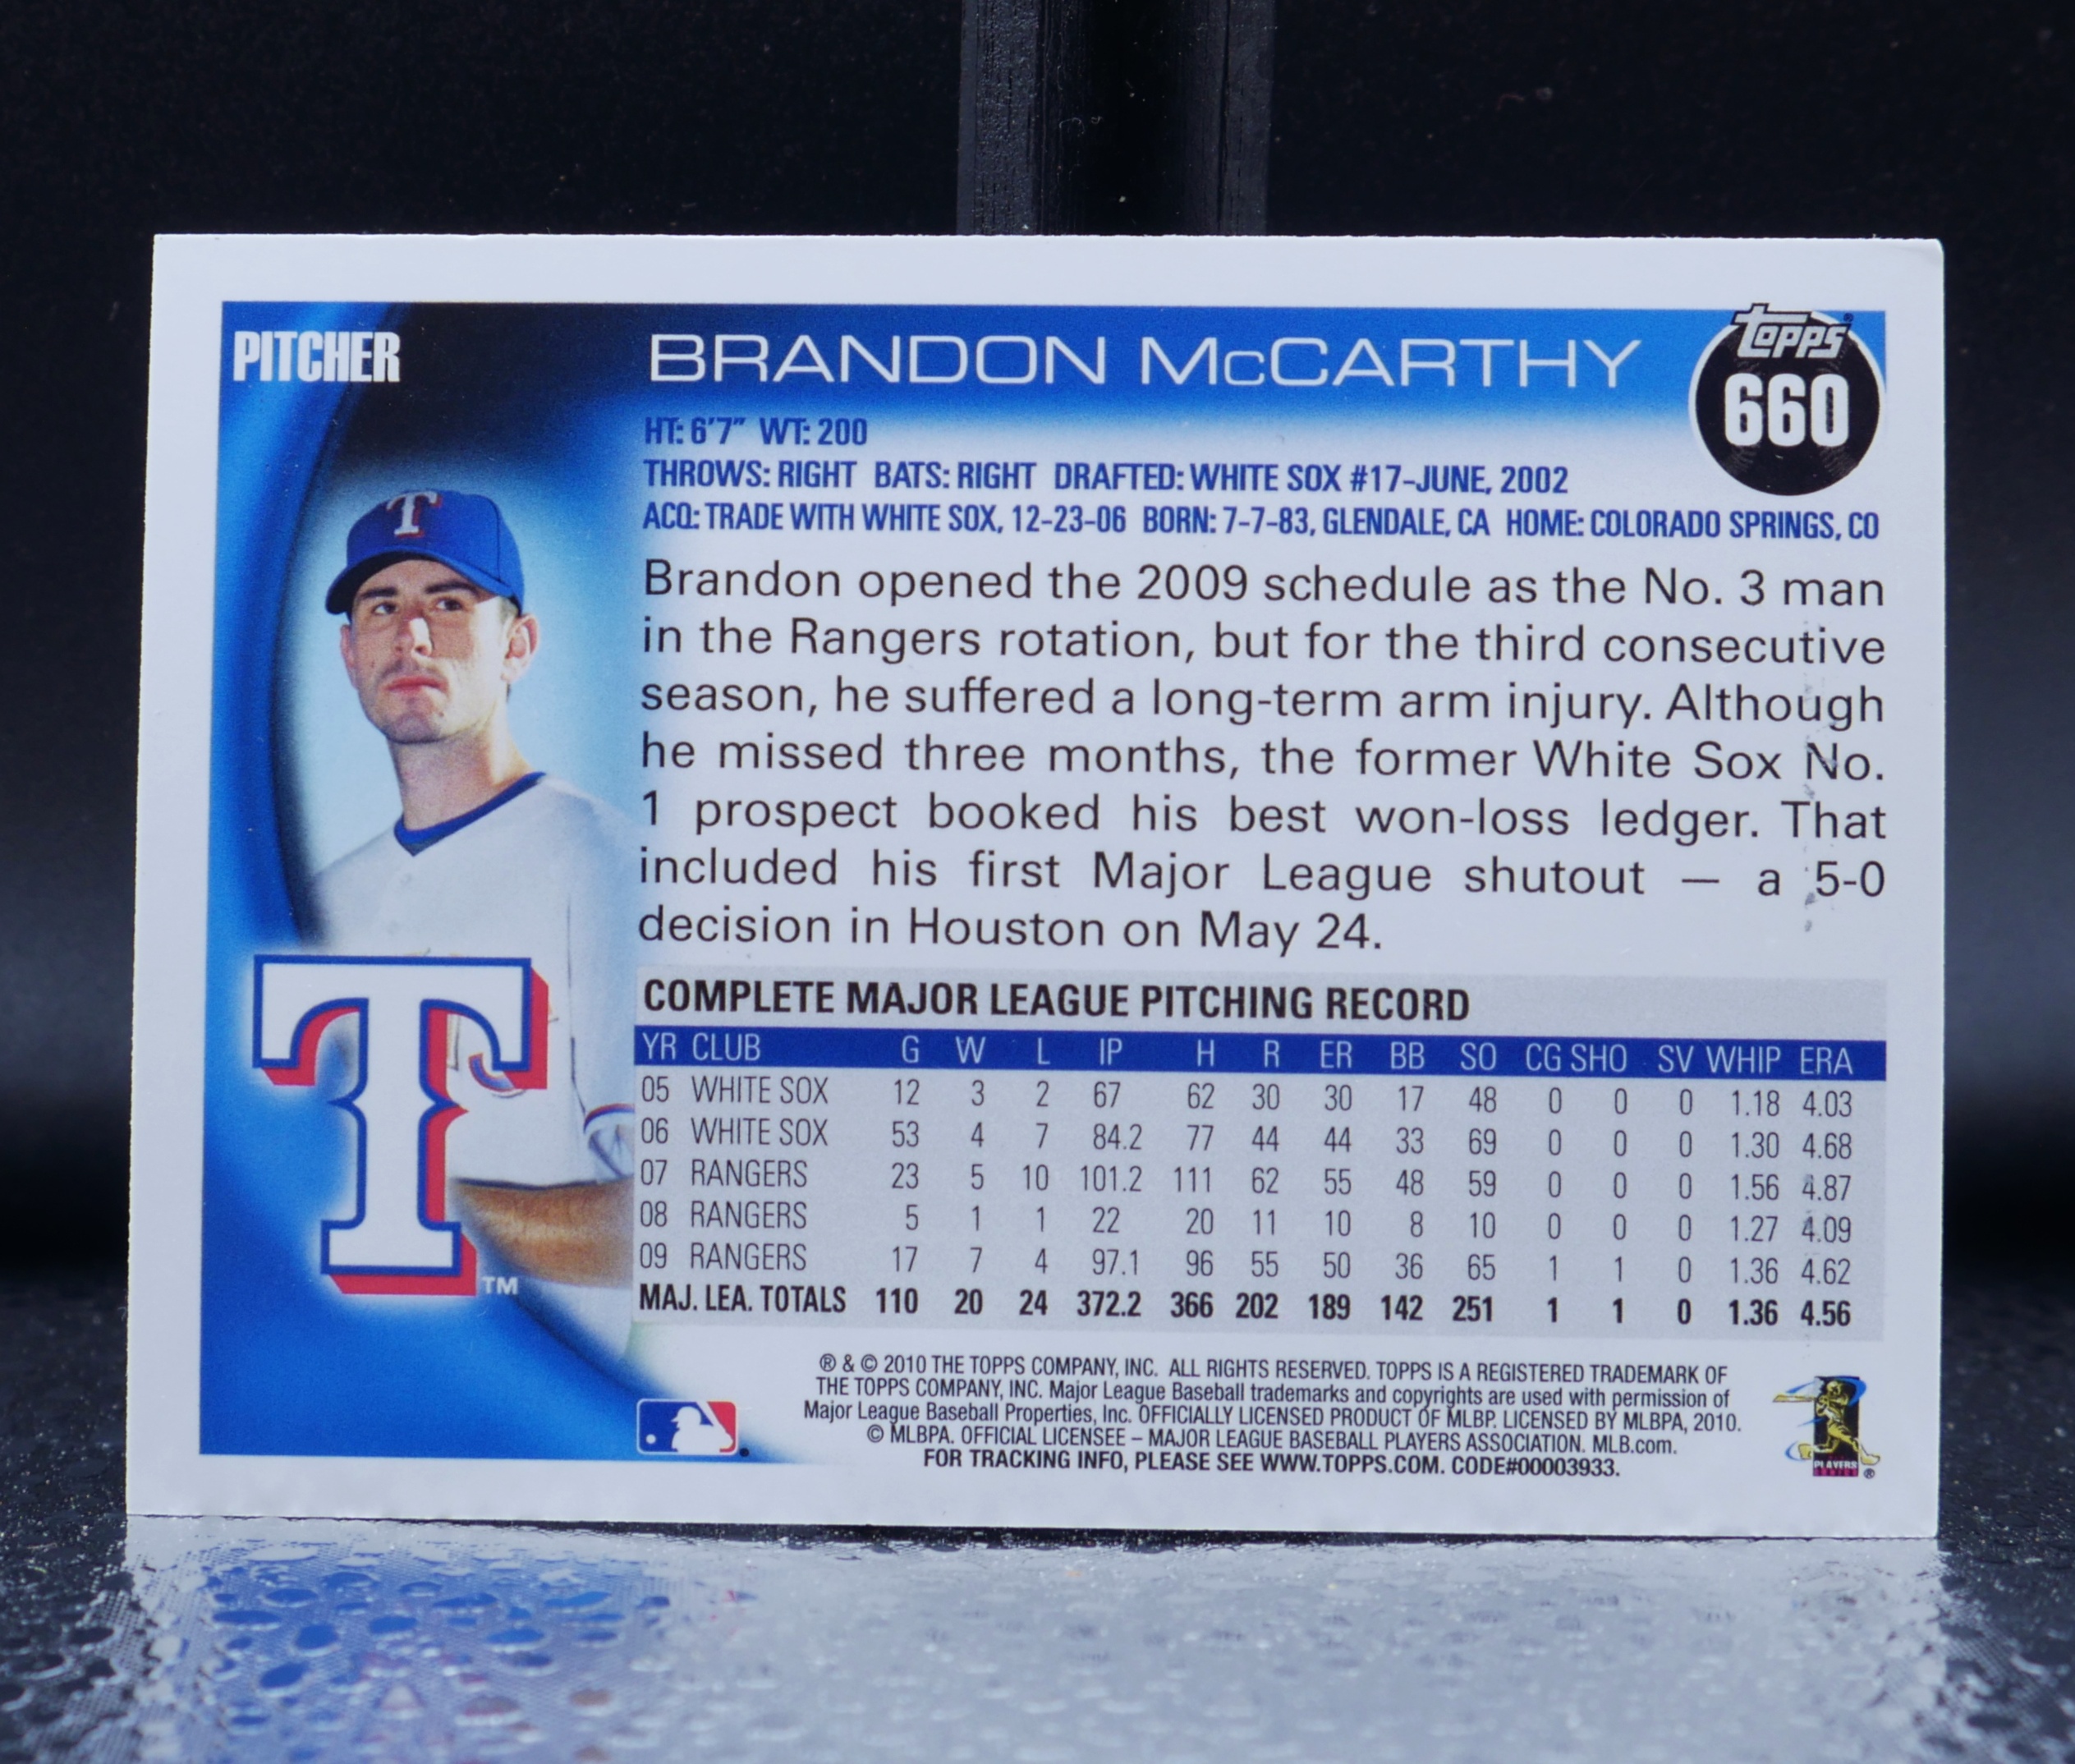 PITCHER
BRANDON McCARTHY
Topps®
660
HT: 6'7" WT: 200
THROWS: RIGHT BATS: RIGHT DRAFTED: WHITE SOX #17-JUNE, 2002
ACQ: TRADE WITH WHITE SOX, 12-23-06 BORN: 7-7-83, GLENDALE, CA HOME: COLORADO SPRINGS, CO
Brandon opened the 2009 schedule as the No. 3 man
in the Rangers rotation, but for the third consecutive
season, he suffered a long-term arm injury. Although
he missed three months, the former White Sox No.
1 prospect booked his best won-loss ledger. That
included his first Major League shutout — a 5-0
decision in Houston on May 24.
T
T
TM
COMPLETE MAJOR LEAGUE PITCHING RECORD
YR CLUB G W L IP H R ER BB SO CG SHO SV WHIP ERA
05 WHITE SOX 12 3 2 67 62 30 30 17 48 0 0 0 1.18 4.03
06 WHITE SOX 53 4 7 84.2 77 44 44 33 69 0 0 0 1.30 4.68
07 RANGERS 23 5 10 101.2 111 62 55 48 59 0 0 0 1.56 4.87
08 RANGERS 5 1 1 22 20 11 10 8 10 0 0 0 1.27 4.09
09 RANGERS 17 7 4 97.1 96 55 50 36 65 1 1 0 1.36 4.62
MAJ. LEA. TOTALS 110 20 24 372.2 366 202 189 142 251 1 1 0 1.36 4.56
® & © 2010 THE TOPPS COMPANY, INC. ALL RIGHTS RESERVED. TOPPS IS A REGISTERED TRADEMARK OF
THE TOPPS COMPANY, INC. Major League Baseball trademarks and copyrights are used with permission of
Major League Baseball Properties, Inc. OFFICIALLY LICENSED PRODUCT OF MLBP. LICENSED BY MLBPA, 2010.
© MLBPA. OFFICIAL LICENSEE – MAJOR LEAGUE BASEBALL PLAYERS ASSOCIATION. MLB.com.
FOR TRACKING INFO, PLEASE SEE WWW.TOPPS.COM. CODE#00003933.
PLAYERS
®